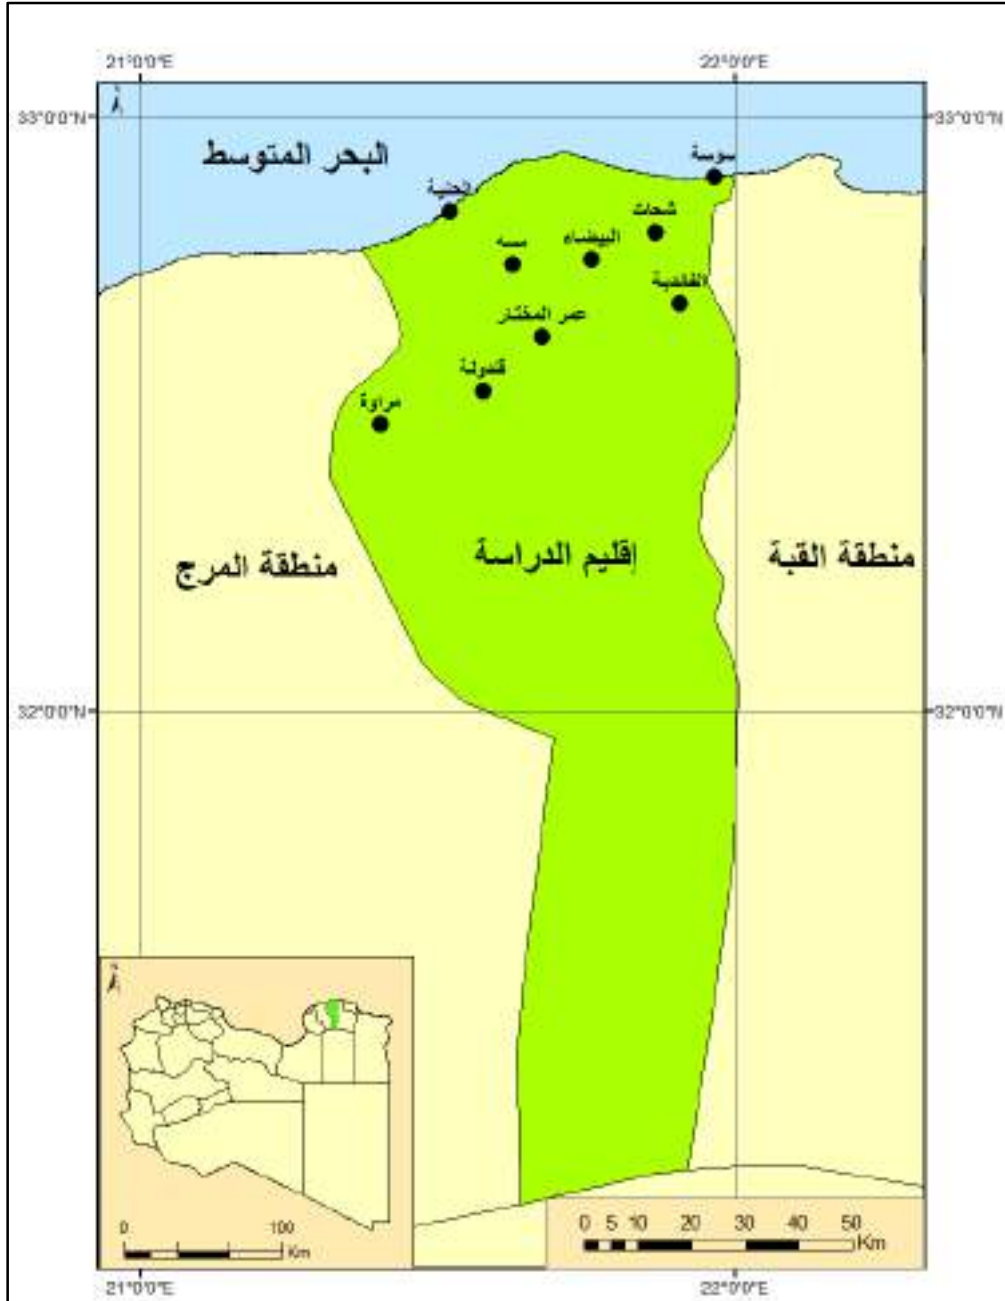 21°0'0"E 22°0'0"E
33°0'0"N 33°0'0"N
البحر المتوسط
سوسة
الحنية
شحات
البيضاء
مسه
الفائدية
عمر المختار
قندولة
مراوة
منطقة القبة
إقليم الدراسة
منطقة المرج
32°0'0"N 32°0'0"N
N
0 100
Km
0 5 10 20 30 40 50
Km
21°0'0"E 22°0'0"E